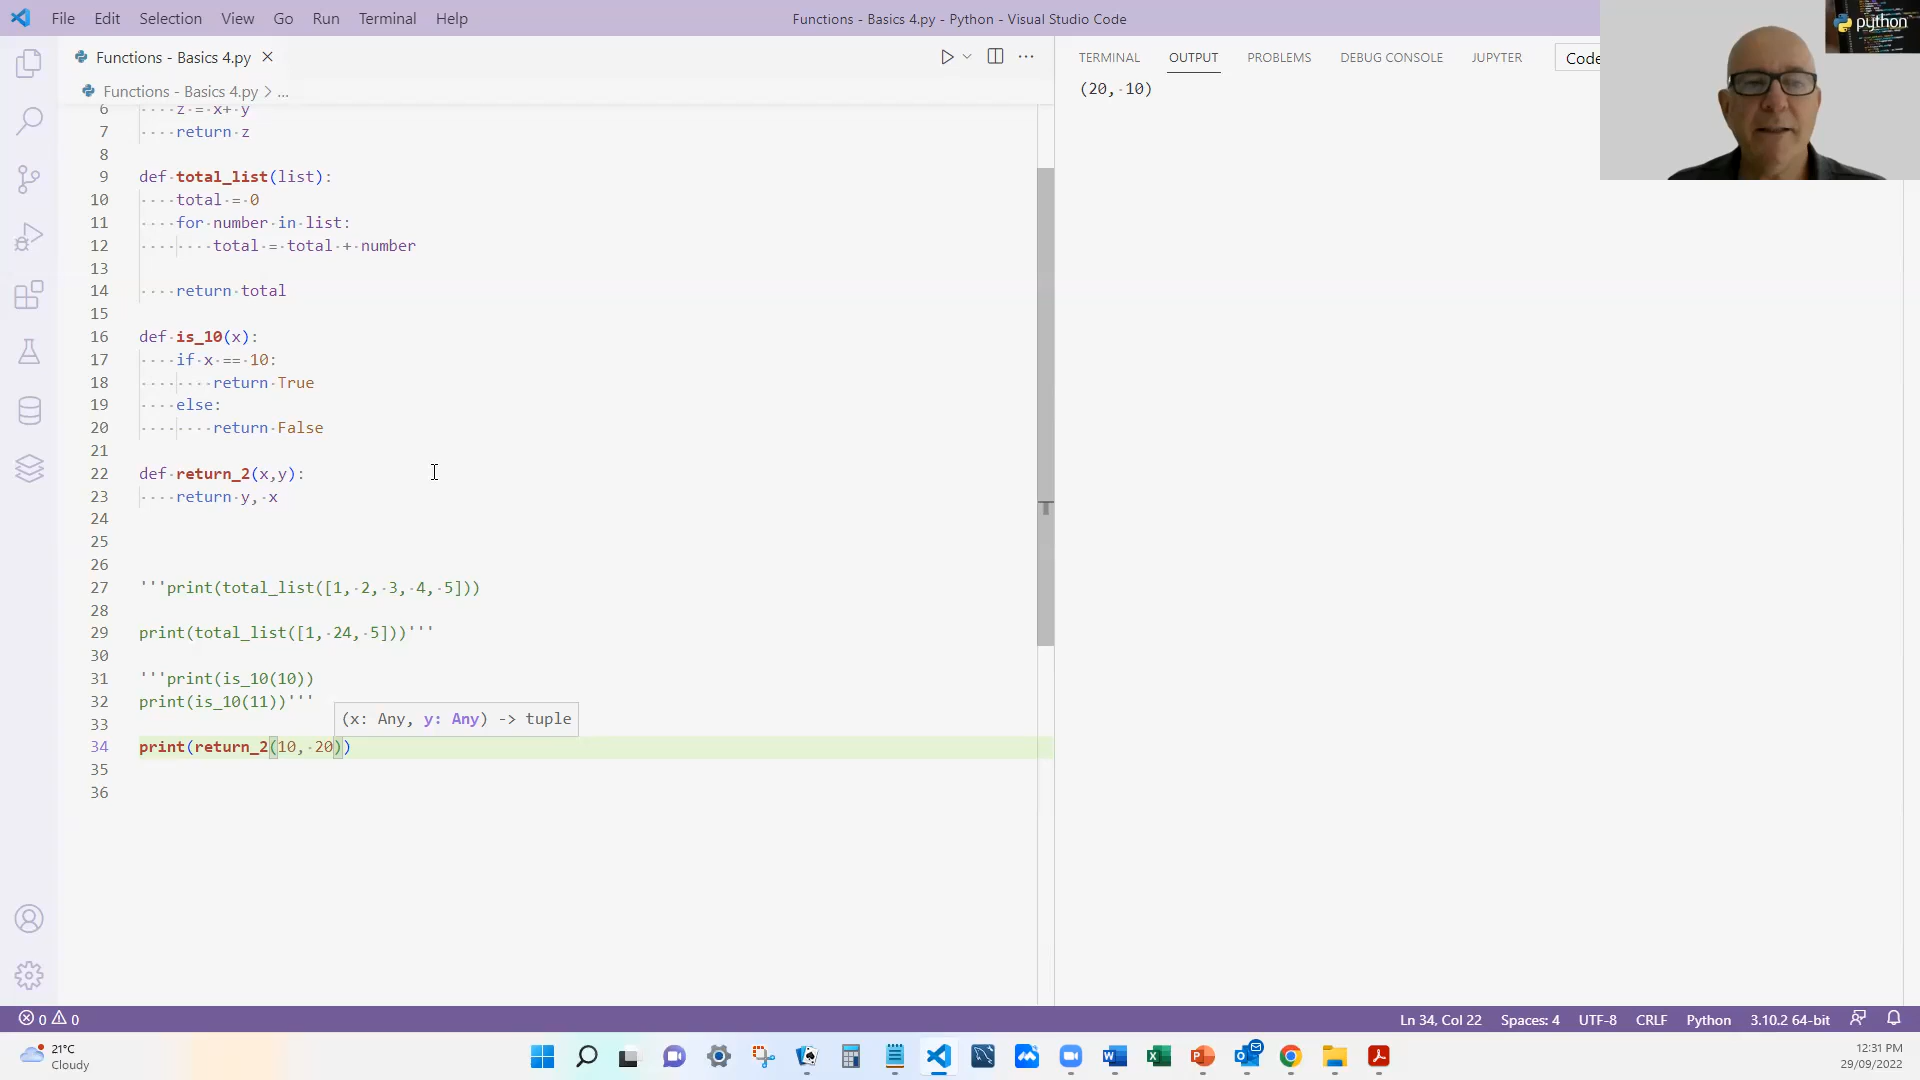 File Edit Selection View Go Run Terminal Help
Functions - Basics 4.py - Python - Visual Studio Code
python
Functions - Basics 4.py
Functions - Basics 4.py > ...
TERMINAL OUTPUT PROBLEMS DEBUG CONSOLE JUPYTER Code
(20, 10)
6 z = x+ y
7 return z
8
9 def total_list(list):
10 total = 0
11 for number in list:
12 total = total + number
13
14 return total
15
16 def is_10(x):
17 if x == 10:
18 return True
19 else:
20 return False
21
22 def return_2(x,y):
23 return y, x
24
25
26
27 '''print(total_list([1, 2, 3, 4, 5]))
28
29 print(total_list([1, 24, 5]))'''
30
31 '''print(is_10(10))
32 print(is_10(11))'''
(x: Any, y: Any) -> tuple
33
34 print(return_2(10, 20))
35
36
0 0
Ln 34, Col 22 Spaces: 4 UTF-8 CRLF Python 3.10.2 64-bit
21°C
Cloudy
12:31 PM
29/09/2022